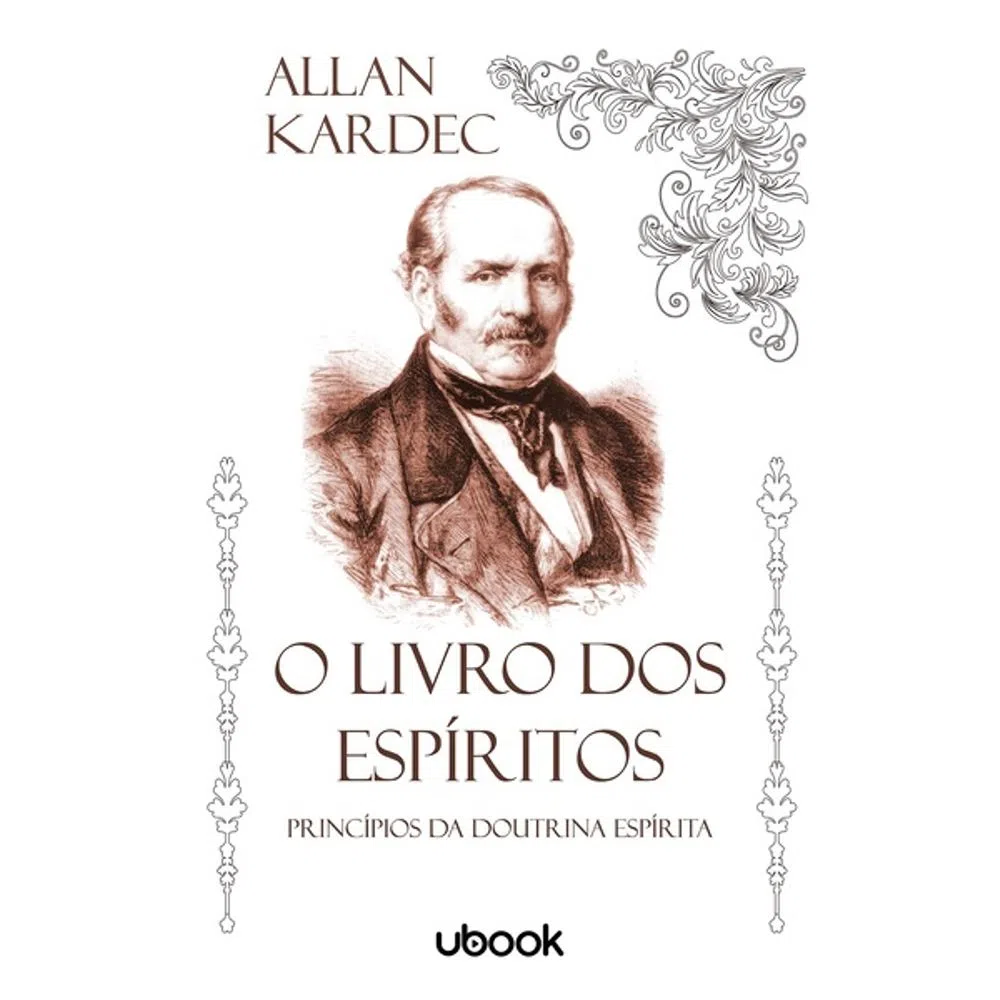 ALLAN
KARDEC
O LIVRO DOS
ESPÍRITOS
PRINCÍPIOS DA DOUTRINA ESPÍRITA
ubook